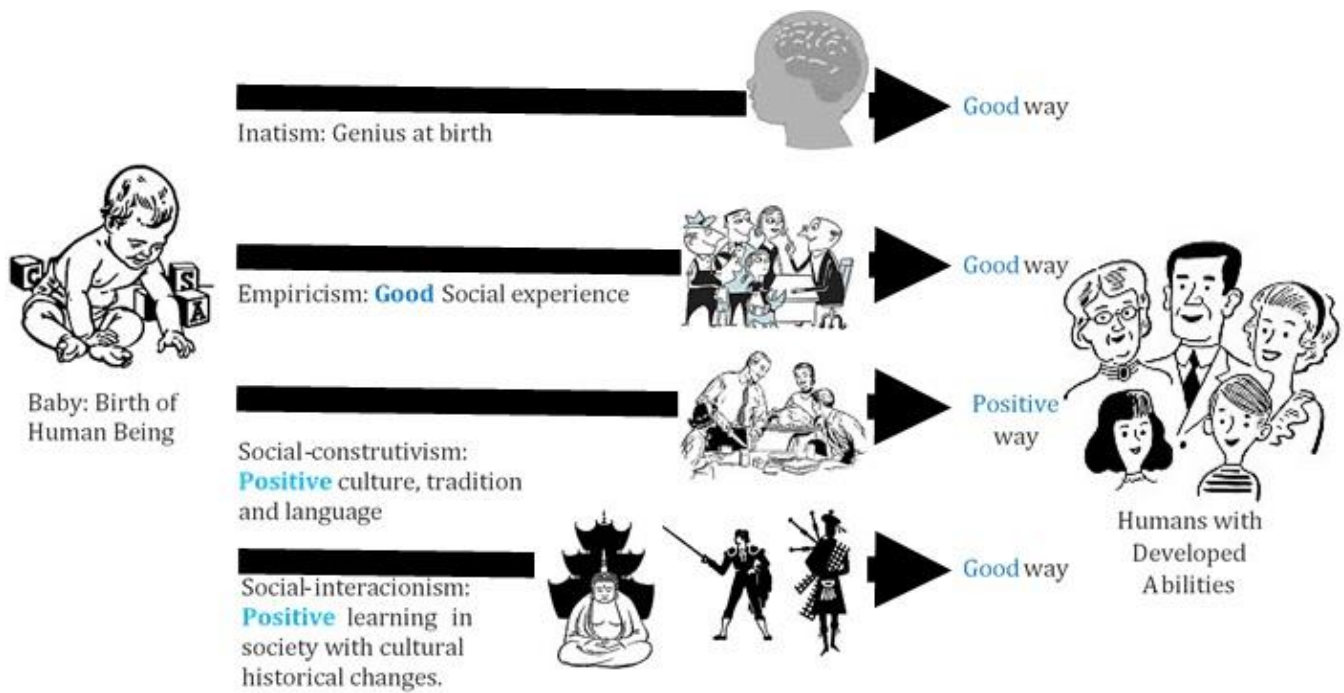 Inatism: Genius at birth
Good way
C
S
A
Baby: Birth of
Human Being
Empiricism: Good Social experience
Good way
Social-construtivism:
Positive culture, tradition
and language
Positive
way
Social-interacionism:
Positive learning in
society with cultural
historical changes.
Good way
Humans with
Developed
Abilities